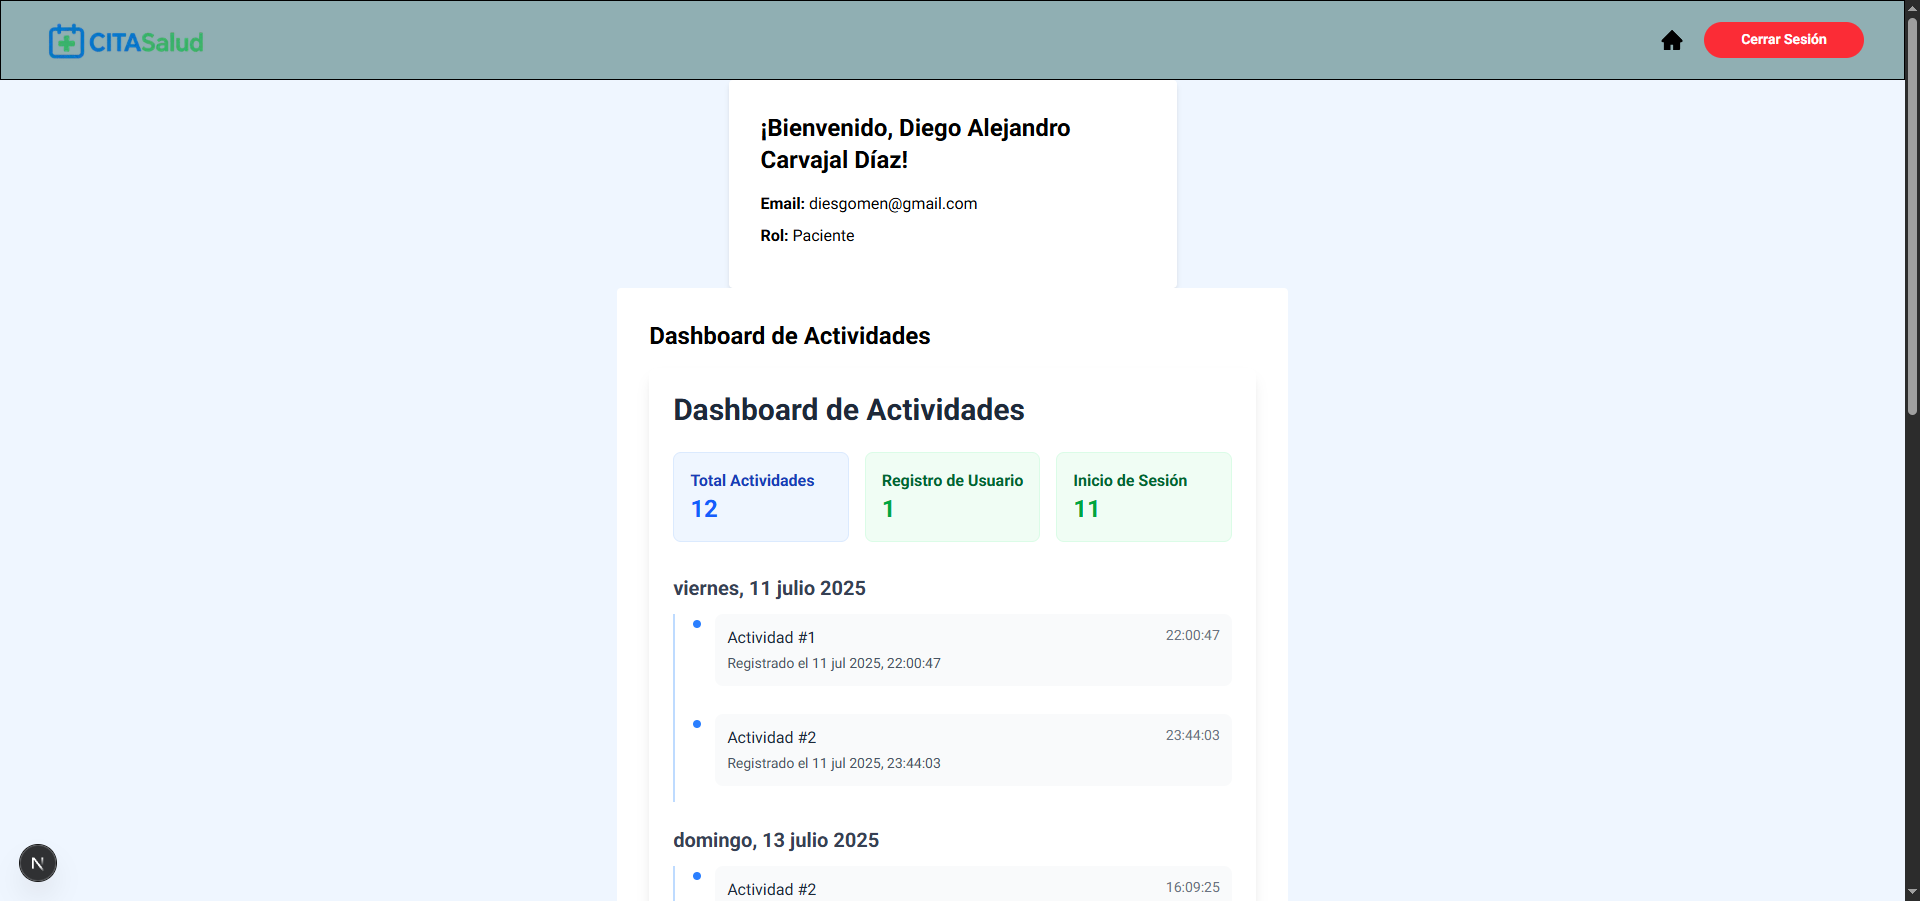 CITASalud
Cerrar Sesión
¡Bienvenido, Diego Alejandro
Carvajal Díaz!
Email: diesgomen@gmail.com
Rol: Paciente
Dashboard de Actividades
Dashboard de Actividades
Total Actividades
12
Registro de Usuario
1
Inicio de Sesión
11
viernes, 11 julio 2025
Actividad #1
22:00:47
Registrado el 11 jul 2025, 22:00:47
Actividad #2
23:44:03
Registrado el 11 jul 2025, 23:44:03
domingo, 13 julio 2025
Actividad #2
16:09:25
N